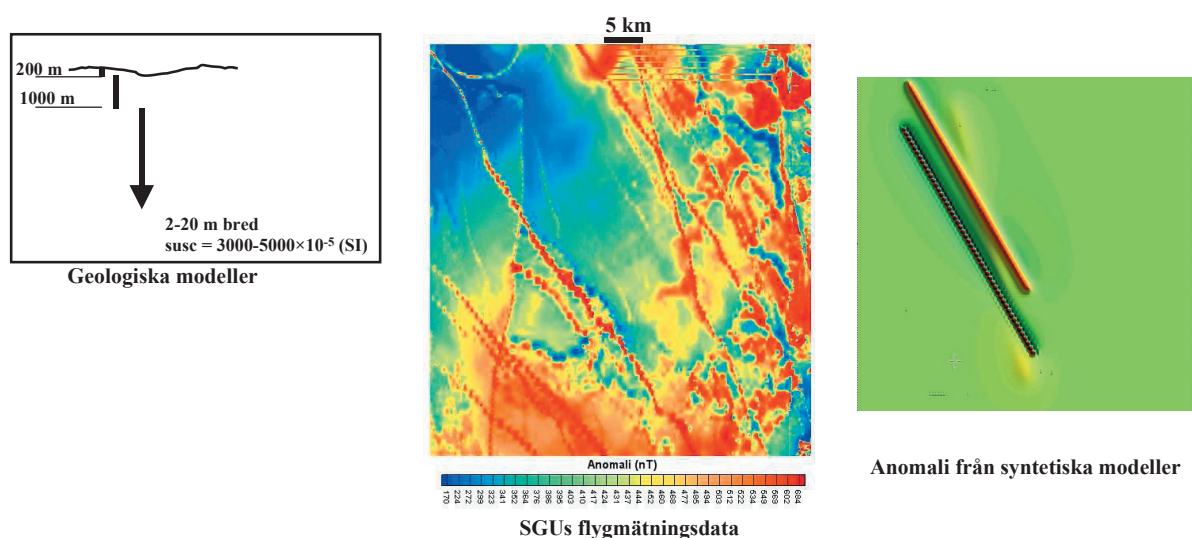 200 m
1000 m
2-20 m bred
susc = 3000-5000×10⁻⁵ (SI)
Geologiska modeller
5 km
Anomali (nT)
170 224 272 299 323 341 352 364 376 386 395 403 410 417 424 431 437 444 452 460 468 477 485 494 503 512 522 534 549 569 602 694
SGUs flygmätningsdata
Anomali från syntetiska modeller